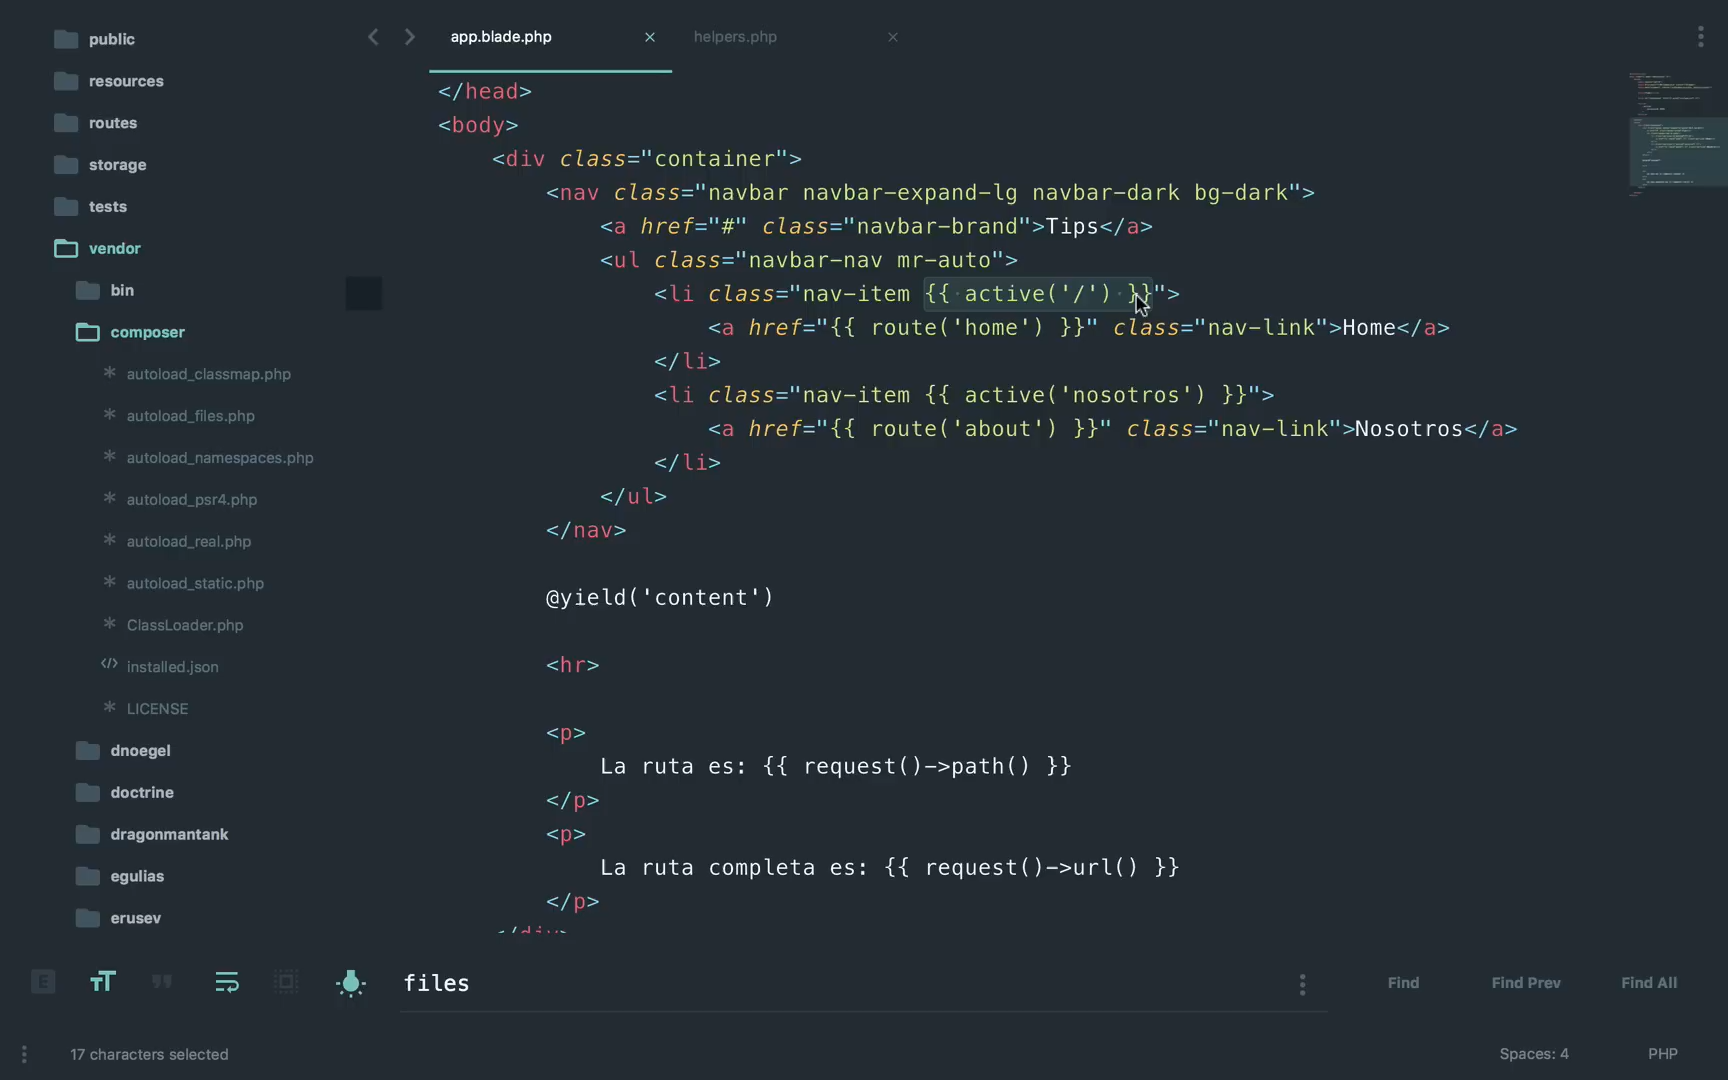 public
resources
routes
storage
tests
vendor
bin
composer
autoload_classmap.php
autoload_files.php
autoload_namespaces.php
autoload_psr4.php
autoload_real.php
autoload_static.php
ClassLoader.php
installed.json
LICENSE
dnoegel
doctrine
dragonmantank
egulias
erusev
app.blade.php
helpers.php
</head>
<body>
<div class="container">
<nav class="navbar navbar-expand-lg navbar-dark bg-dark">
<a href="#" class="navbar-brand">Tips</a>
<ul class="navbar-nav mr-auto">
<li class="nav-item {{ active('/') }}">
<a href="{{ route('home') }}" class="nav-link">Home</a>
</li>
<li class="nav-item {{ active('nosotros') }}">
<a href="{{ route('about') }}" class="nav-link">Nosotros</a>
</li>
</ul>
</nav>
@yield('content')
<hr>
<p>
La ruta es: {{ request()->path() }}
</p>
<p>
La ruta completa es: {{ request()->url() }}
</p>
</div>
files
Find
Find Prev
Find All
17 characters selected
Spaces: 4
PHP